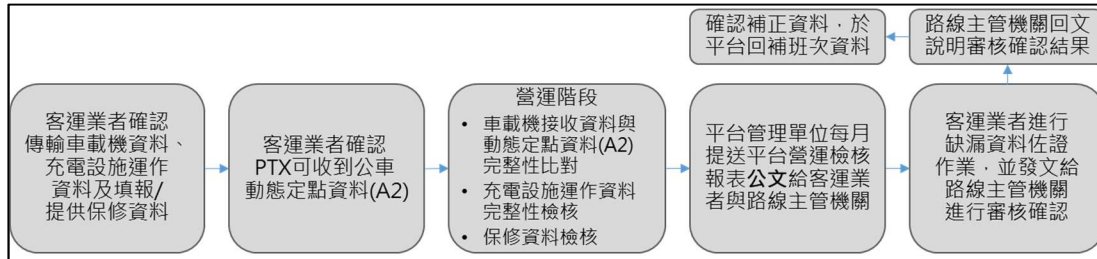 客運業者確認
傳輸車載機資料、
充電設施運作
資料及填報/
提供保修資料
客運業者確認
PTX可收到公車
動態定點資料(A2)
營運階段
• 車載機接收資料與
動態定點資料(A2)
完整性比對
• 充電設施運作資料
完整性檢核
• 保修資料檢核
平台管理單位每月
提送平台營運檢核
報表公文給客運業
者與路線主管機關
客運業者進行
缺漏資料佐證
作業，並發文給
路線主管機關
進行審核確認
路線主管機關回文
說明審核確認結果
確認補正資料，於
平台回補班次資料